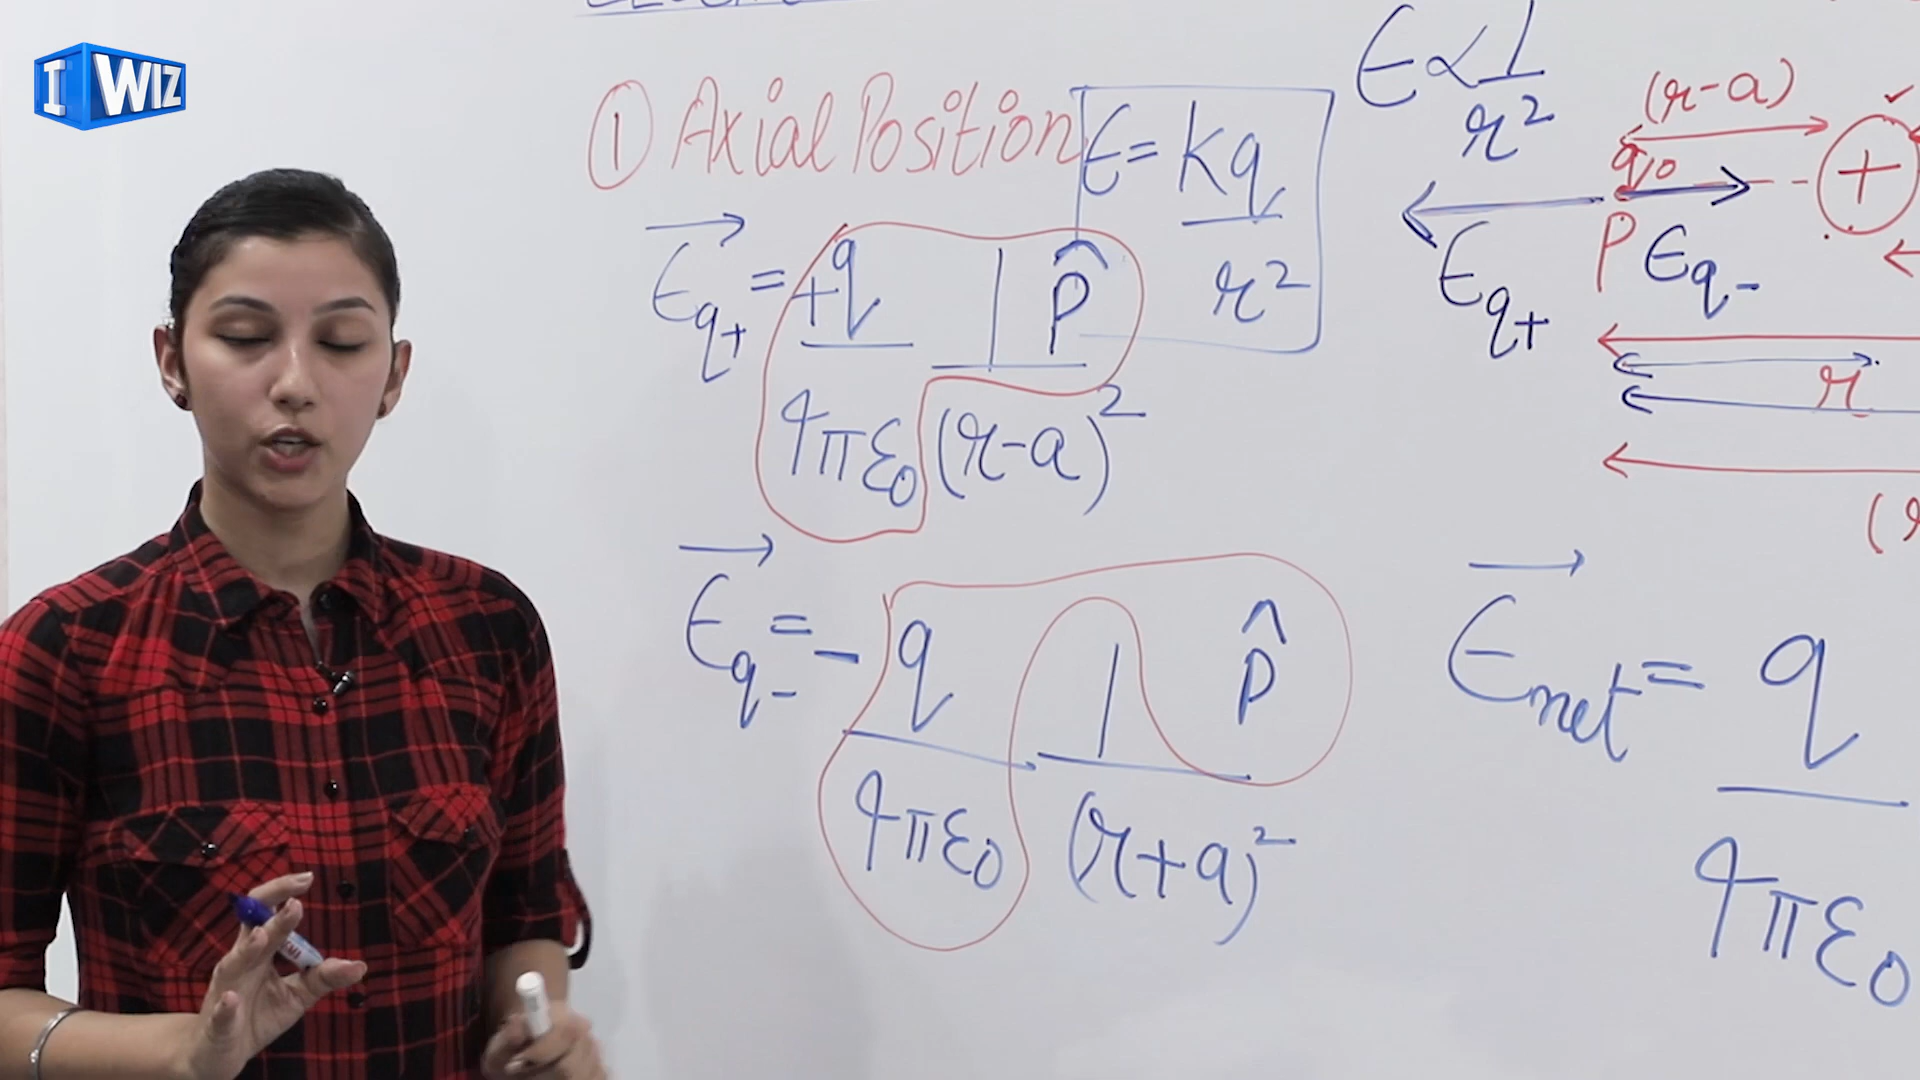 I WIZ
① Axial Position
E = Kq / r²
E ∝ 1 / r²
(r-a)
q₀
+
P
E_q+
E_q-
r
E⃗_q+ = +q / 4πε₀ 1 / (r-a)² P̂
E⃗_q- = - q / 4πε₀ 1 / (r+a)² P̂
E⃗_net = q / 4πε₀